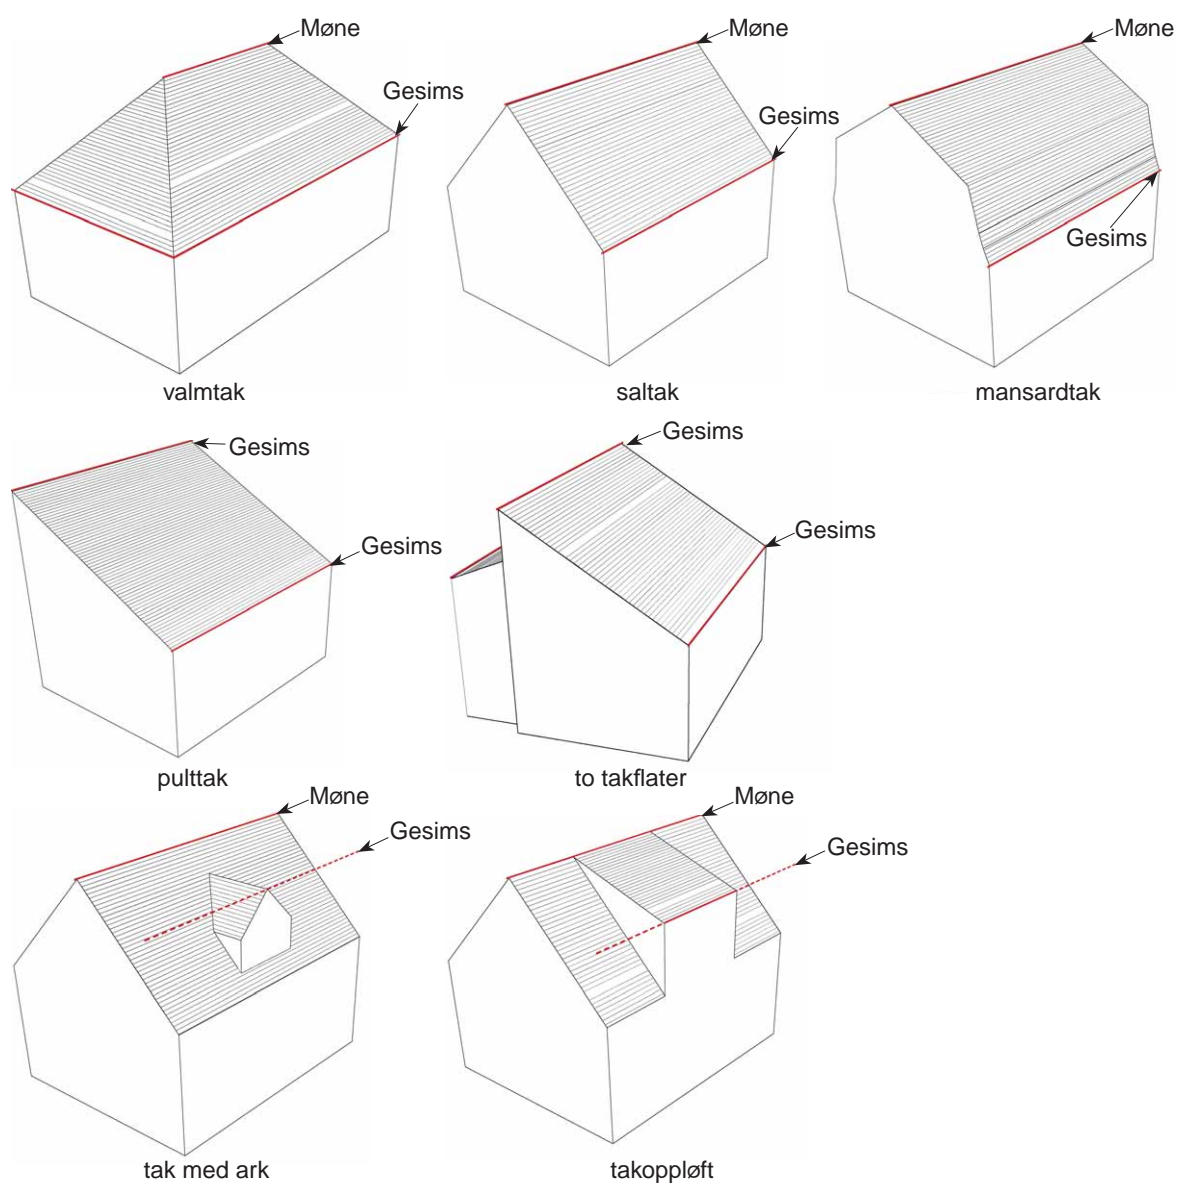 Møne
Gesims
valmtak
Møne
Gesims
saltak
Møne
Gesims
mansardtak
Gesims
Gesims
pulttak
Gesims
Gesims
to takflater
Møne
Gesims
tak med ark
Møne
Gesims
takoppløft